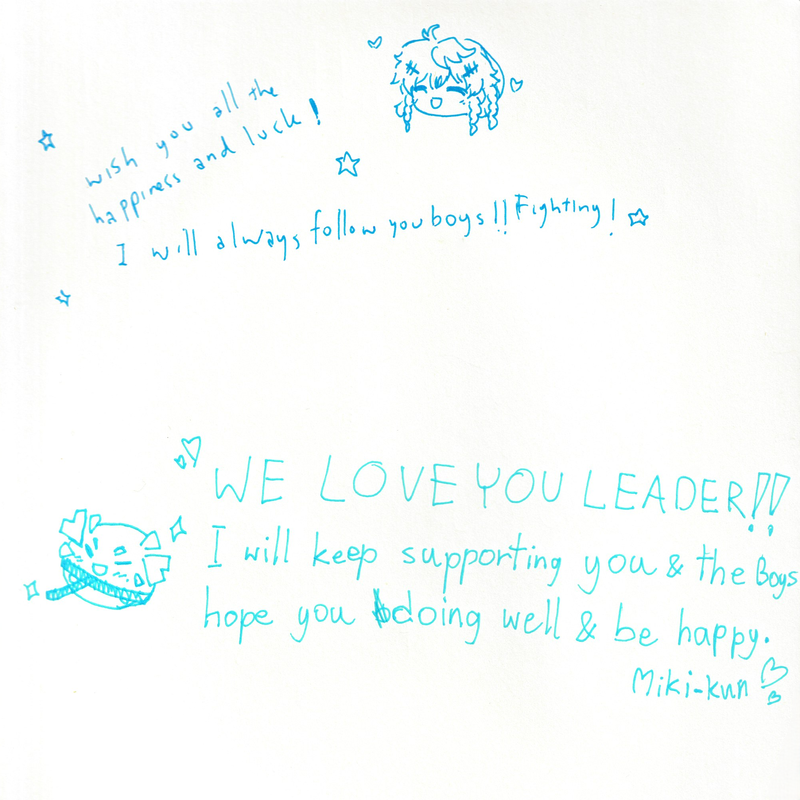 wish you all the
happiness and luck!
I will always follow you boys!! Fighting!
WE LOVE YOU LEADER!!
I will keep supporting you & the Boys
hope you doing well & be happy.
Miki-kun